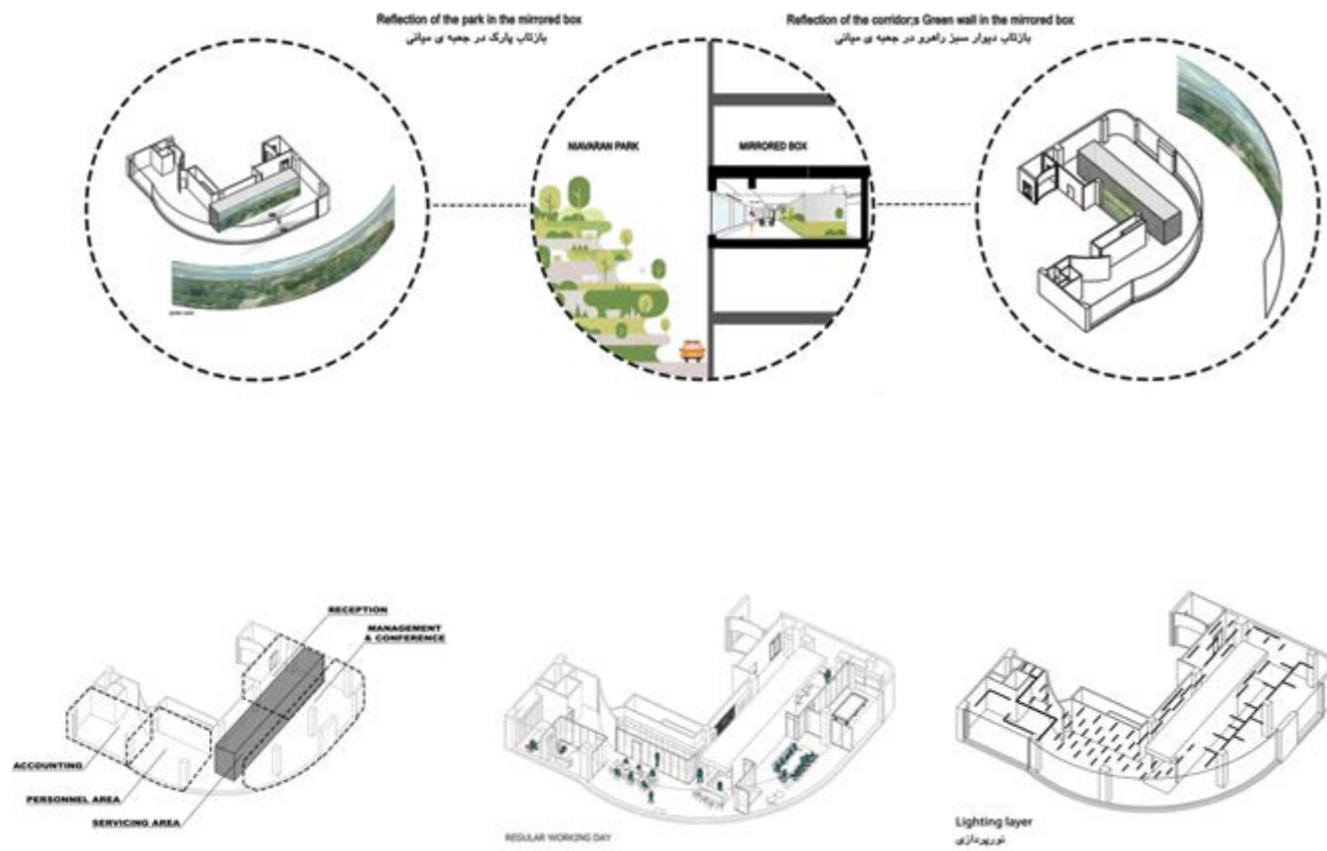 Reflection of the park in the mirrored box
بازتاب پارک در جعبه ی میانی
Reflection of the corridor;s Green wall in the mirrored box
بازتاب دیوار سبز راهرو در جعبه ی میانی
NIAVARAN PARK
MIRRORED BOX
RECEPTION
MANAGEMENT
& CONFERENCE
ACCOUNTING
PERSONNEL AREA
SERVICING AREA
REGULAR WORKING DAY
Lighting layer
نورپردازی